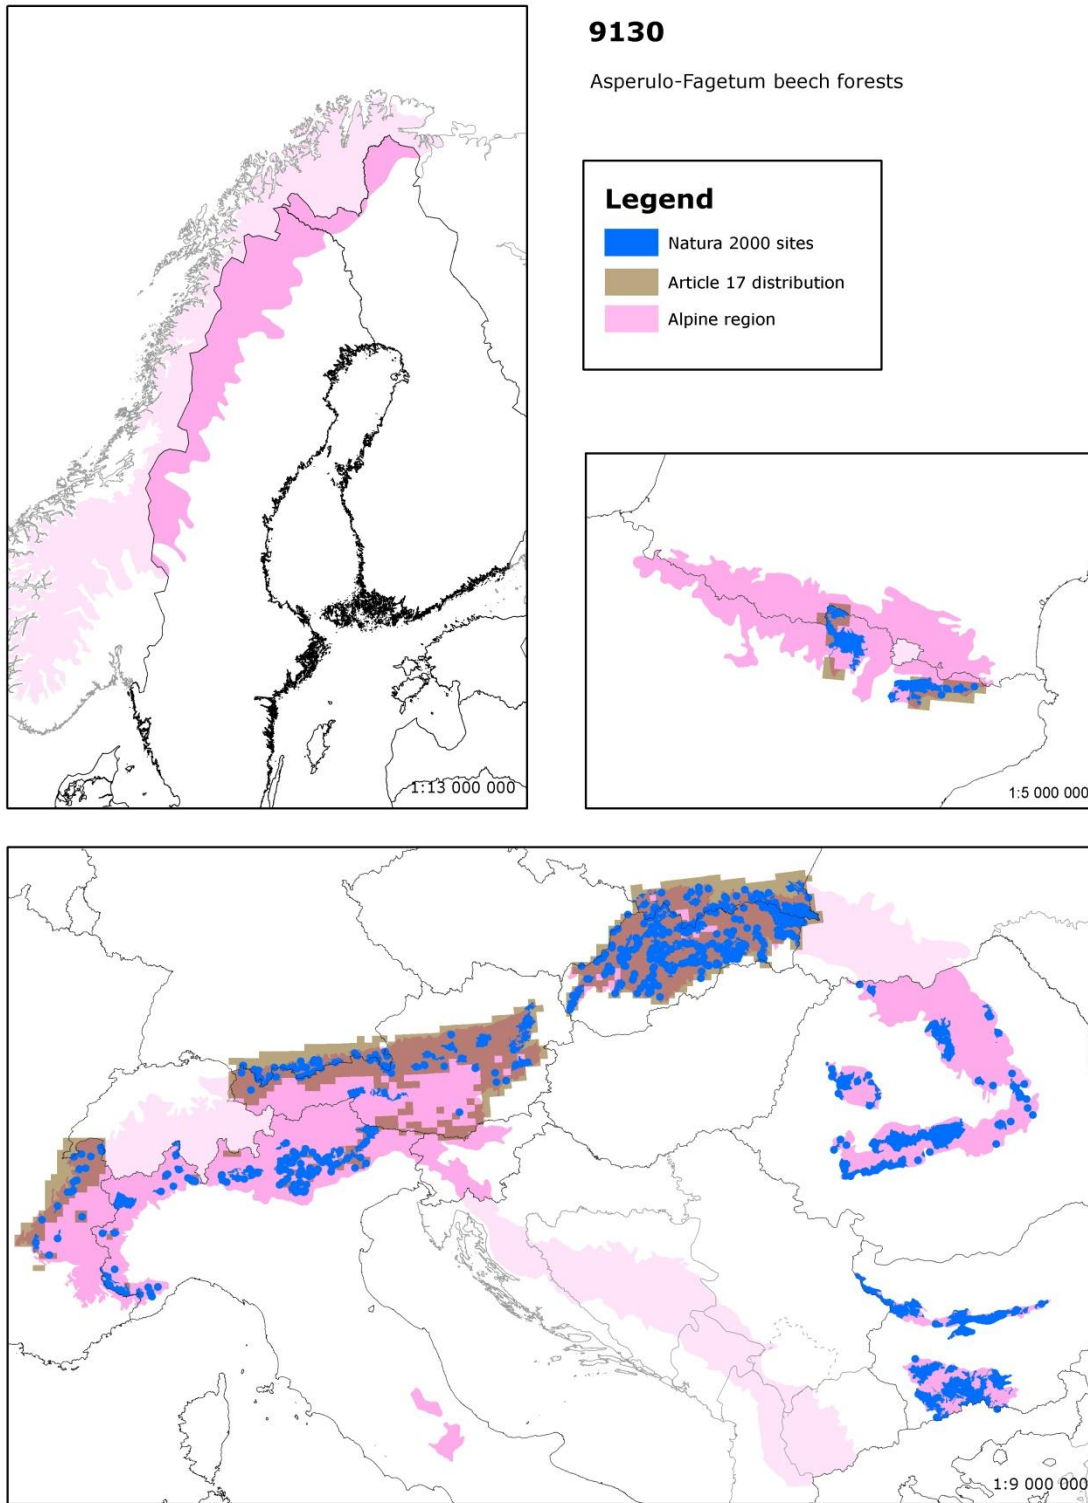 9130
Asperulo-Fagetum beech forests
Legend
Natura 2000 sites
Article 17 distribution
Alpine region
1:13 000 000
1:5 000 000
1:9 000 000